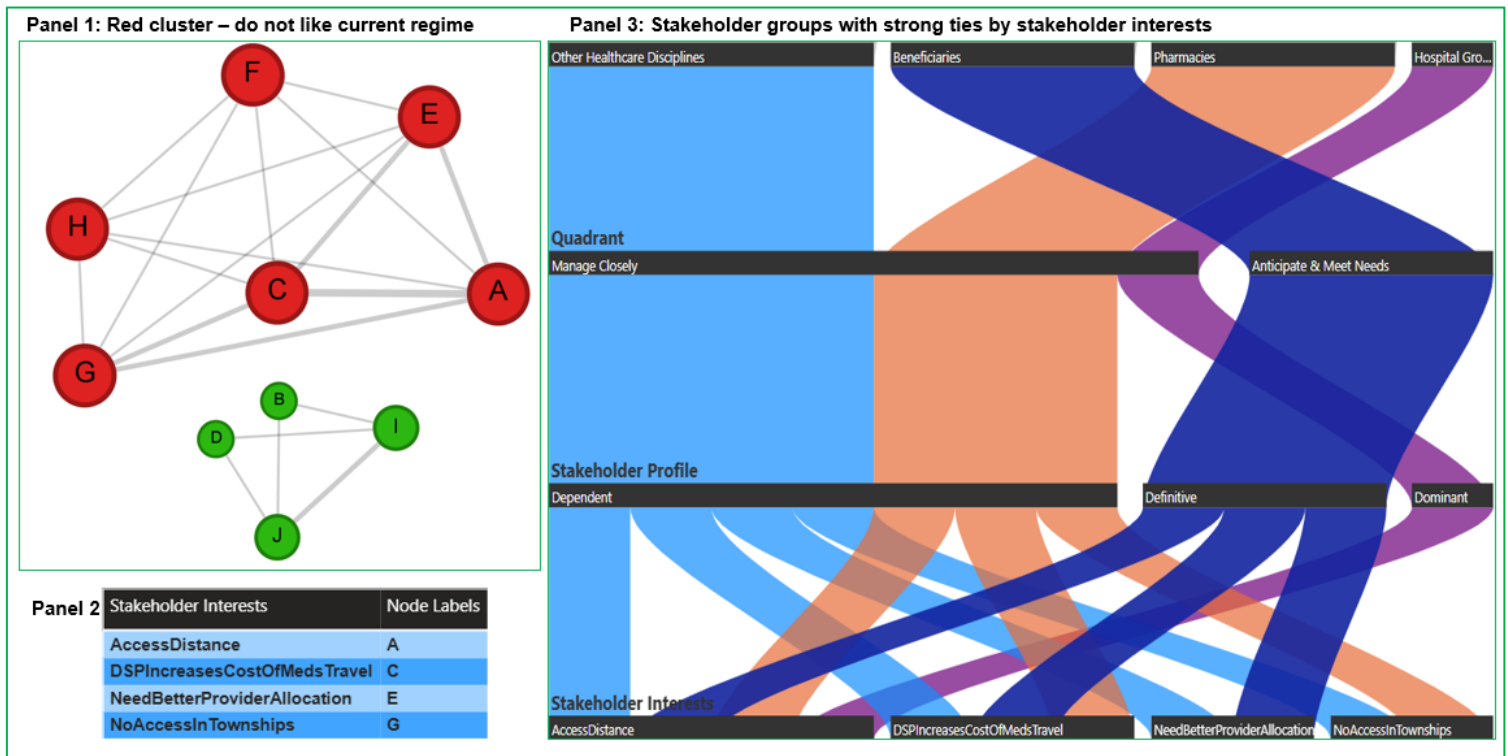 Panel 1: Red cluster – do not like current regime
F
E
H
C
A
G
B
I
D
J
Panel 2
Stakeholder Interests Node Labels
AccessDistance A
DSPIncreasesCostOfMedsTravel C
NeedBetterProviderAllocation E
NoAccessInTownships G
Panel 3: Stakeholder groups with strong ties by stakeholder interests
Other Healthcare Disciplines Beneficiaries Pharmacies Hospital Gro...
Quadrant
Manage Closely Anticipate & Meet Needs
Stakeholder Profile
Dependent Definitive Dominant
Stakeholder Interests
AccessDistance DSPIncreasesCostOfMedsTravel NeedBetterProviderAllocation NoAccessInTownships